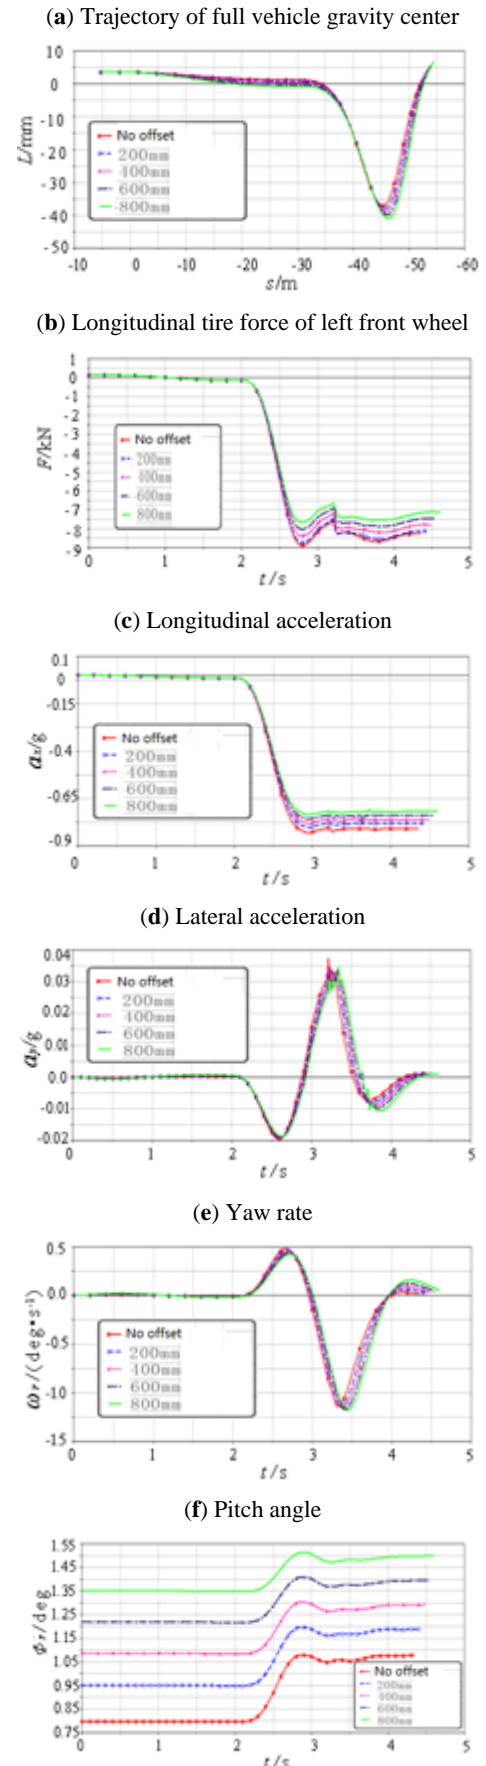 (a) Trajectory of full vehicle gravity center
10
0
-10
-20
-30
-40
-50
L/mm
No offset
200mm
400mm
600mm
800mm
-10 0 -10 -20 -30 -40 -50 -60
s/m
(b) Longitudinal tire force of left front wheel
1
0
-1
-2
-3
-4
-5
-6
-7
-8
-9
F/kN
No offset
200mm
400mm
600mm
800mm
0 1 2 3 4 5
t/s
(c) Longitudinal acceleration
0.1
0
-0.15
-0.4
-0.65
-0.9
ax/g
No offset
200mm
400mm
600mm
800mm
0 1 2 3 4 5
t/s
(d) Lateral acceleration
0.04
0.03
0.02
0.01
0.0
-0.01
-0.02
ay/g
No offset
200mm
400mm
600mm
800mm
0 1 2 3 4 5
t/s
(e) Yaw rate
0.5
0.0
-0.5
-10
-15
ωr/(deg•s⁻¹)
No offset
200mm
400mm
600mm
800mm
0 1 2 3 4 5
t/s
(f) Pitch angle
1.55
1.45
1.35
1.25
1.15
1.05
0.95
0.85
0.75
Φr/deg
No offset
200mm
400mm
600mm
800mm
0 1 2 3 4 5
t/s